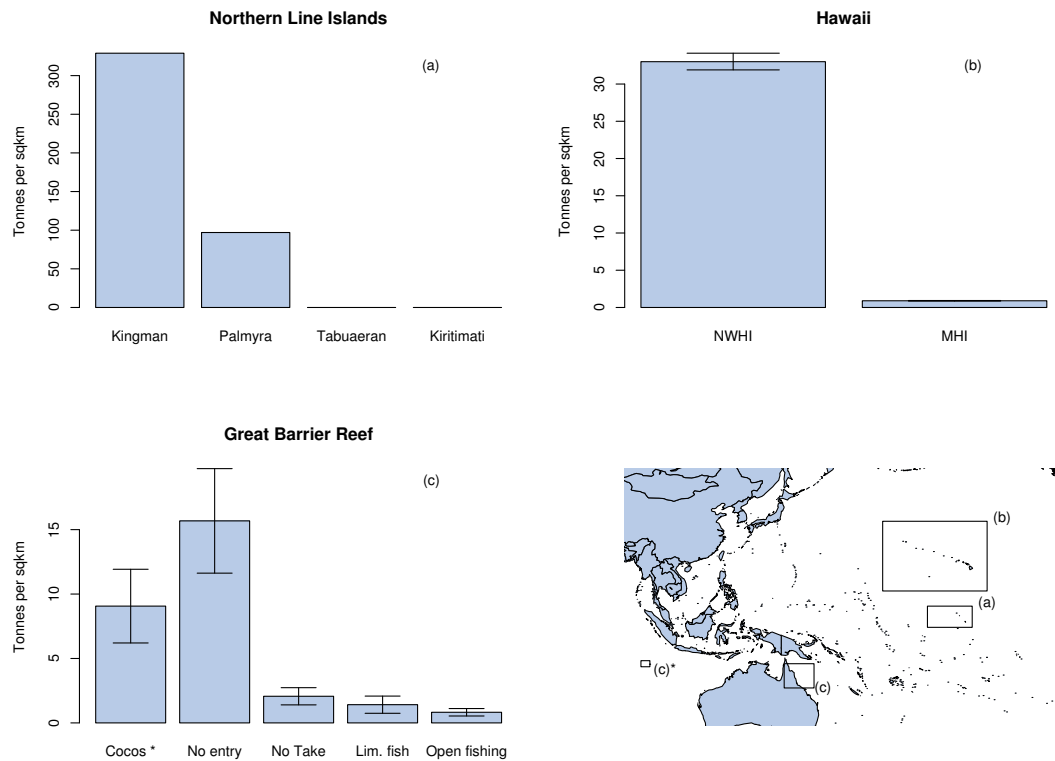 Northern Line Islands
(a)
Tonnes per sqkm
0 50 100 150 200 250 300
Kingman Palmyra Tabuaeran Kiritimati
Hawaii
(b)
Tonnes per sqkm
0 5 10 15 20 25 30
NWHI MHI
Great Barrier Reef
(c)
Tonnes per sqkm
0 5 10 15
Cocos * No entry No Take Lim. fish Open fishing
(b)
(a)
(c)*
(c)